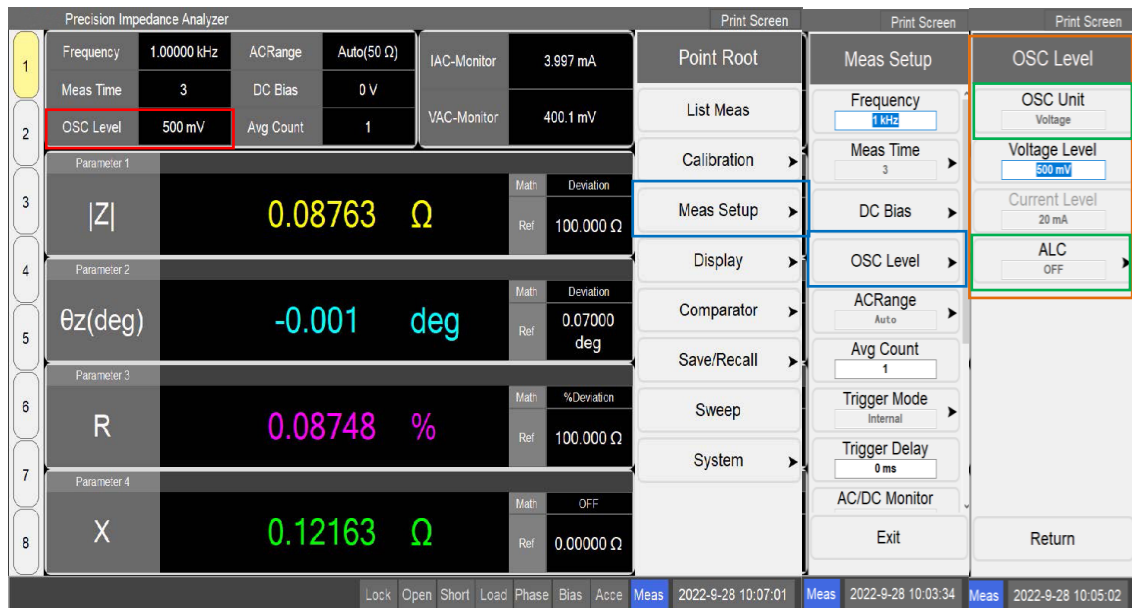 Precision Impedance Analyzer
Print Screen
Print Screen
Print Screen
1
2
3
4
5
6
7
8
Frequency
1.00000 kHz
ACRange
Auto(50 Ω)
Meas Time
3
DC Bias
0 V
OSC Level
500 mV
Avg Count
1
IAC-Monitor
3.997 mA
VAC-Monitor
400.1 mV
Parameter 1
|Z|
0.08763 Ω
Math
Deviation
Ref
100.000 Ω
Parameter 2
θz(deg)
-0.001 deg
Math
Deviation
Ref
0.07000
deg
Parameter 3
R
0.08748 %
Math
%Deviation
Ref
100.000 Ω
Parameter 4
X
0.12163 Ω
Math
OFF
Ref
0.00000 Ω
Point Root
List Meas
Calibration
Meas Setup
Display
Comparator
Save/Recall
Sweep
System
Meas Setup
Frequency
1 kHz
Meas Time
3
DC Bias
OSC Level
ACRange
Auto
Avg Count
1
Trigger Mode
Internal
Trigger Delay
0 ms
AC/DC Monitor
Exit
OSC Level
OSC Unit
Voltage
Voltage Level
500 mV
Current Level
20 mA
ALC
OFF
Return
Lock Open Short Load Phase Bias Acce Meas 2022-9-28 10:07:01
Meas 2022-9-28 10:03:34
Meas 2022-9-28 10:05:02